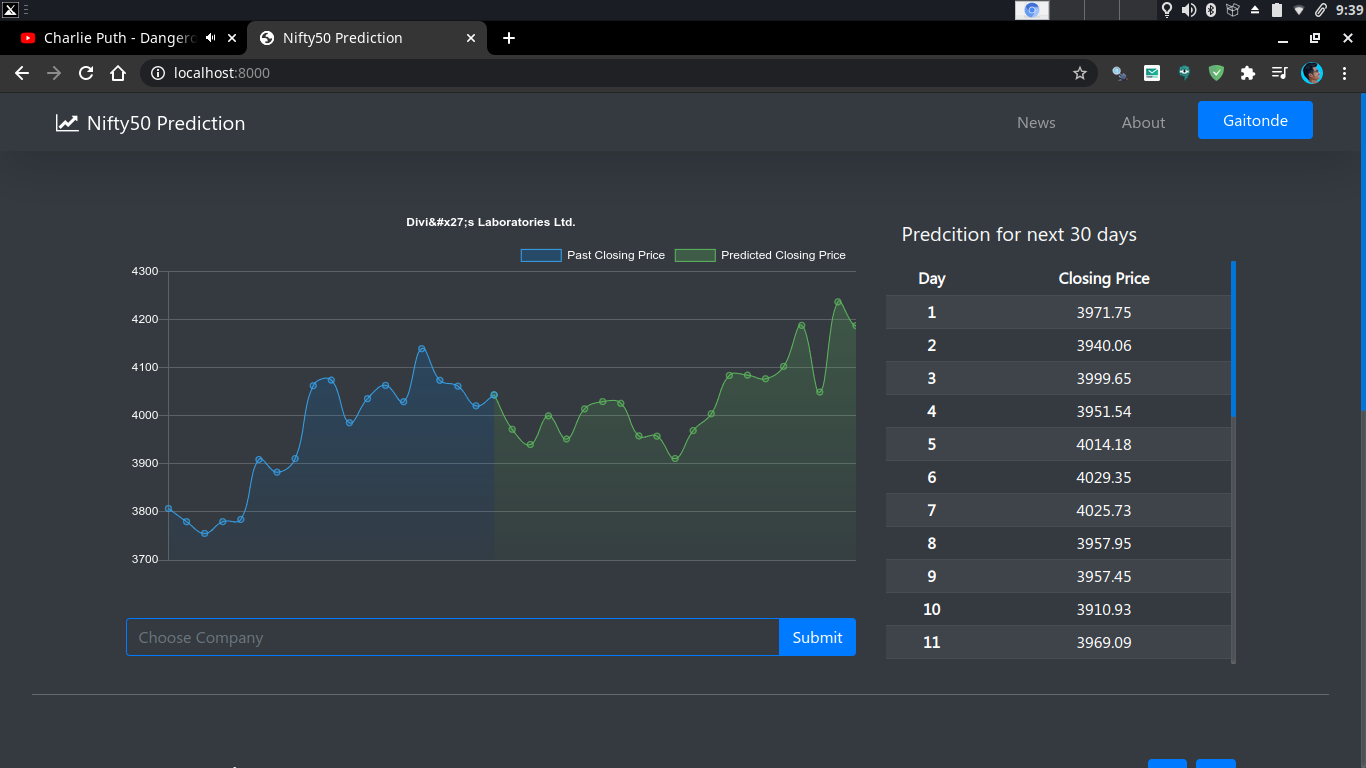 9:39
Charlie Puth - Dangero
Nifty50 Prediction
localhost:8000
Nifty50 Prediction
News
About
Gaitonde
Divi&#x27;s Laboratories Ltd.
Past Closing Price
Predicted Closing Price
4300
4200
4100
4000
3900
3800
3700
Choose Company
Submit
Predcition for next 30 days
Day Closing Price
1 3971.75
2 3940.06
3 3999.65
4 3951.54
5 4014.18
6 4029.35
7 4025.73
8 3957.95
9 3957.45
10 3910.93
11 3969.09